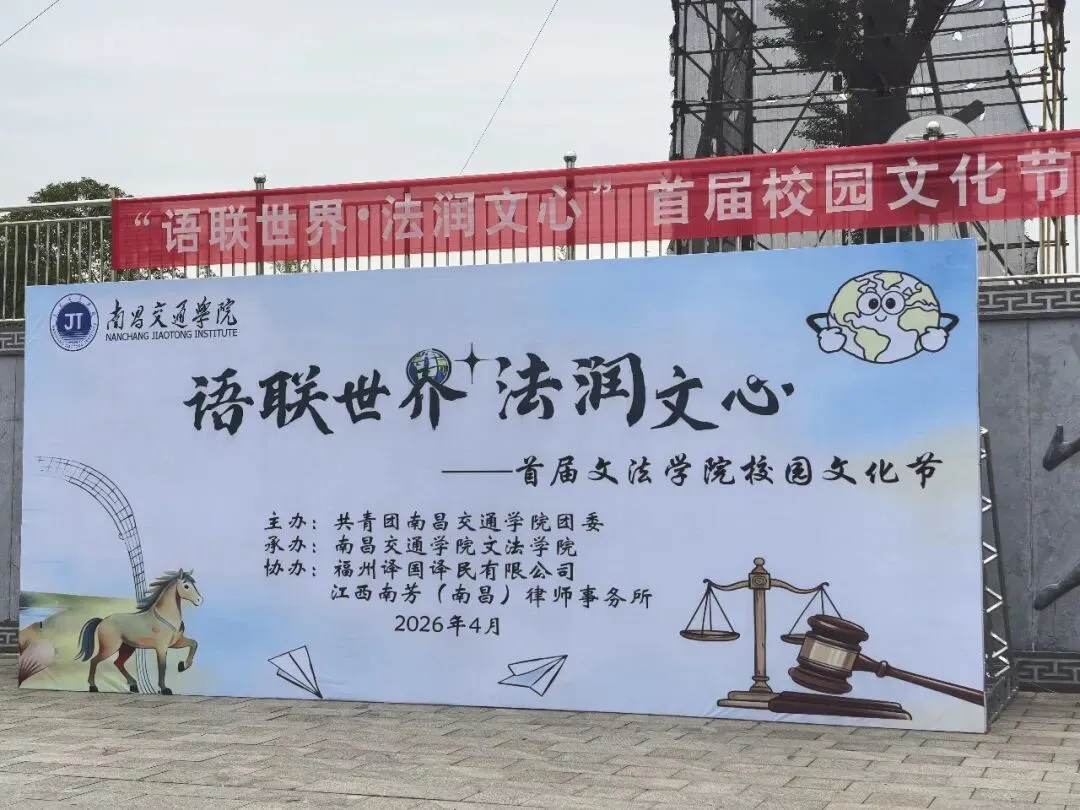 “语联世界·法润文心”首届校园文化节
JT
南昌交通學院
NANCHANG JIAOTONG INSTITUTE
语联世界 法润文心
——首届文法学院校园文化节
主办：共青团南昌交通学院团委
承办：南昌交通学院文法学院
协办：福州译国译民有限公司
江西南芳（南昌）律师事务所
2026年4月